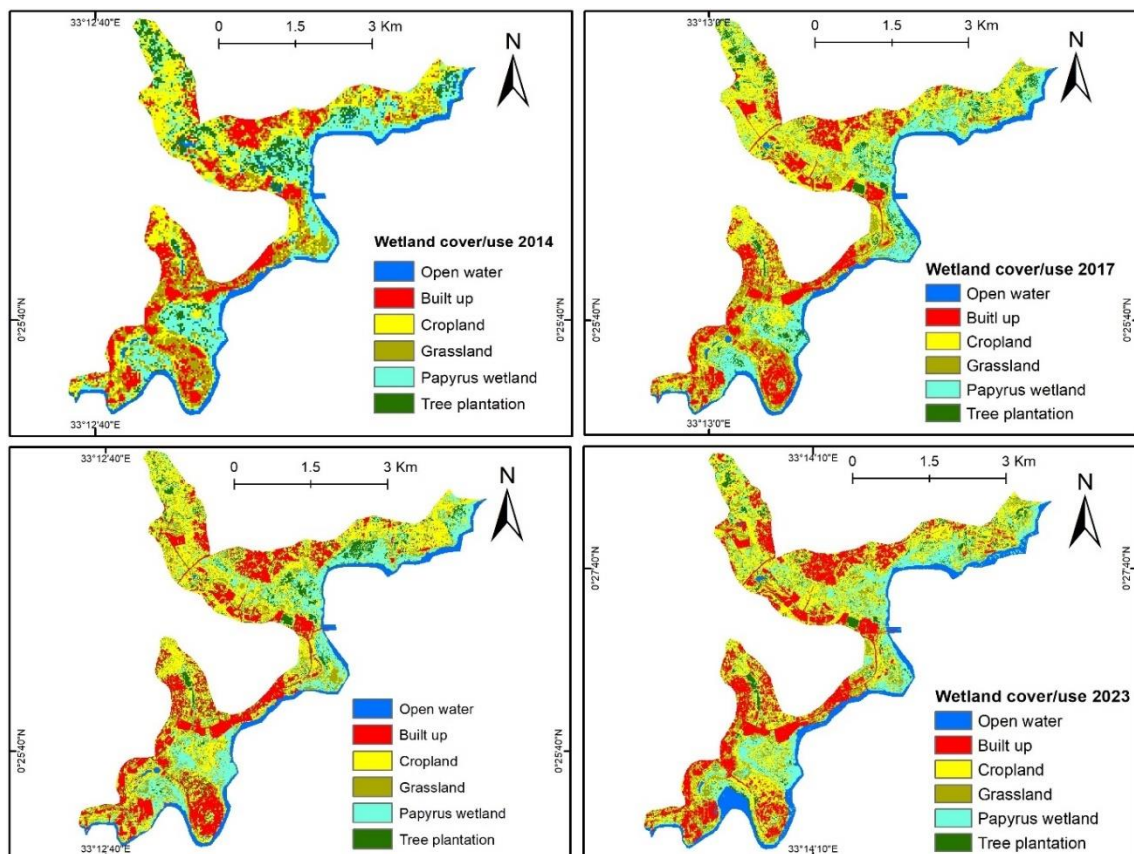 33°12'40"E
0 1.5 3 Km
N
Wetland cover/use 2014
Open water
Built up
Cropland
Grassland
Papyrus wetland
Tree plantation
0°25'40"N
0°25'40"N
33°12'40"E
33°13'0"E
0 1.5 3 Km
N
Wetland cover/use 2017
Open water
Buitl up
Cropland
Grassland
Papyrus wetland
Tree plantation
0°25'40"N
0°25'40"N
33°13'0"E
33°12'40"E
0 1.5 3 Km
N
Open water
Built up
Cropland
Grassland
Papyrus wetland
Tree plantation
0°25'40"N
0°25'40"N
33°12'40"E
33°14'10"E
0 1.5 3 Km
N
0°27'40"N
0°27'40"N
Wetland cover/use 2023
Open water
Built up
Cropland
Grassland
Papyrus wetland
Tree plantation
33°14'10"E